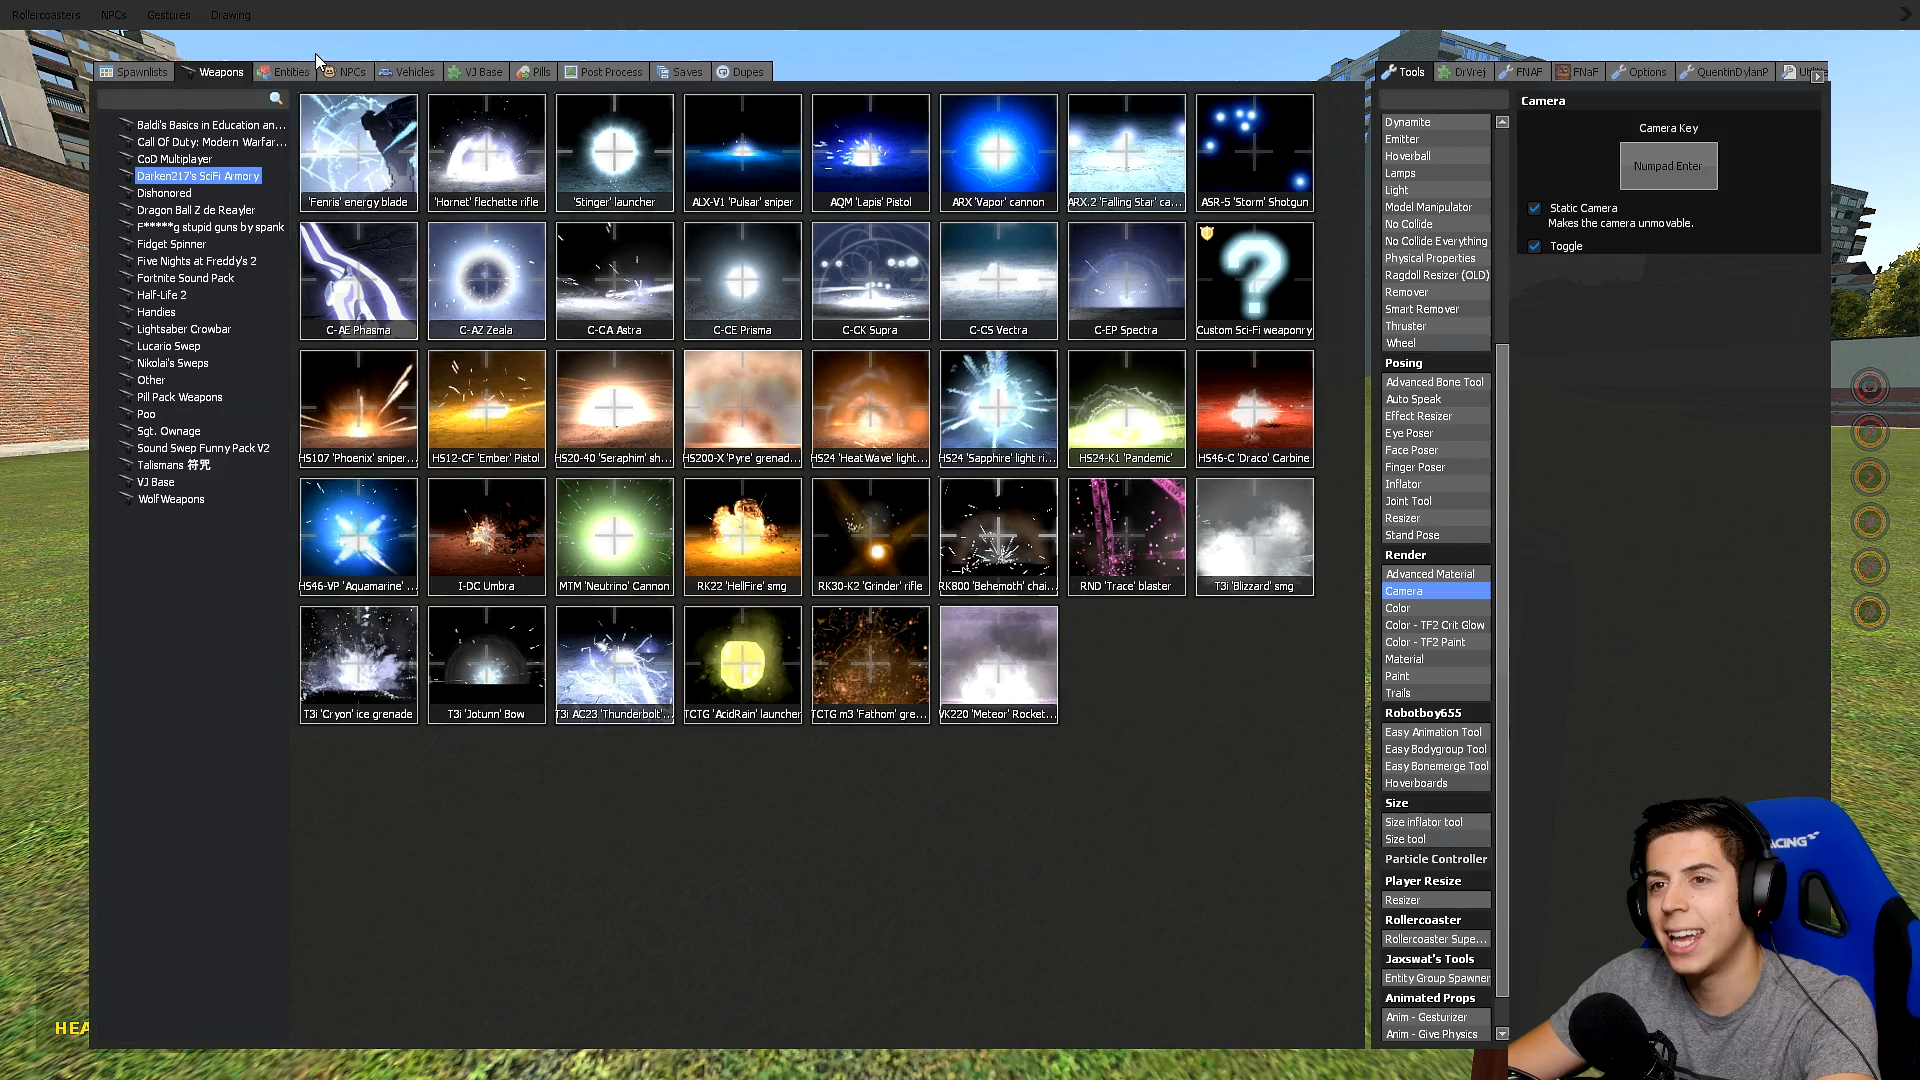 Rollercoasters NPCs Gestures Drawing
Spawnlists Weapons Entities NPCs Vehicles VJ Base Pills Post Process Saves Dupes
Tools DrVrej FNAF FNaF Options QuentinDylanP
Baldi's Basics in Education an...
Call Of Duty: Modern Warfar...
CoD Multiplayer
Darken217's SciFi Armory
Dishonored
Dragon Ball Z de Reayler
F*****g stupid guns by spank
Fidget Spinner
Five Nights at Freddy's 2
Fortnite Sound Pack
Half-Life 2
Handies
Lightsaber Crowbar
Lucario Swep
Nikolai's Sweps
Other
Pill Pack Weapons
Poo
Sgt. Ownage
Sound Swep Funny Pack V2
Talismans 符咒
VJ Base
Wolf Weapons
'Fenris' energy blade 'Hornet' flechette rifle 'Stinger' launcher ALX-V1 'Pulsar' sniper AQM 'Lapis' Pistol ARX 'Vapor' cannon ARX.2 'Falling Star' ca... ASR-5 'Storm' Shotgun
C-AE Phasma C-AZ Zeala C-CA Astra C-CE Prisma C-CK Supra C-CS Vectra C-EP Spectra Custom Sci-Fi weaponry
HS107 'Phoenix' sniper... HS12-CF 'Ember' Pistol HS20-40 'Seraphim' sh... HS200-X 'Pyre' grenad... HS24 'HeatWave' light... HS24 'Sapphire' light ri... HS24-K1 'Pandemic' HS46-C 'Draco' Carbine
HS46-VP 'Aquamarine' ... I-DC Umbra MTM 'Neutrino' Cannon RK22 'HellFire' smg RK30-K2 'Grinder' rifle RK800 'Behemoth' chai... RND 'Trace' blaster T3i 'Blizzard' smg
T3i 'Cryon' ice grenade T3i 'Jotunn' Bow T3i AC23 'Thunderbolt'... TCTG 'AcidRain' launcher TCTG m3 'Fathom' gre... VK220 'Meteor' Rocket...
Dynamite
Emitter
Hoverball
Lamps
Light
Model Manipulator
No Collide
No Collide Everything
Physical Properties
Ragdoll Resizer (OLD)
Remover
Smart Remover
Thruster
Wheel
Posing
Advanced Bone Tool
Auto Speak
Effect Resizer
Eye Poser
Face Poser
Finger Poser
Inflator
Joint Tool
Resizer
Stand Pose
Render
Advanced Material
Camera
Color
Color - TF2 Crit Glow
Color - TF2 Paint
Material
Paint
Trails
Robotboy655
Easy Animation Tool
Easy Bodygroup Tool
Easy Bonemerge Tool
Hoverboards
Size
Size inflator tool
Size tool
Particle Controller
Player Resize
Resizer
Rollercoaster
Rollercoaster Supe...
Jaxswat's Tools
Entity Group Spawner
Animated Props
Anim - Gesturizer
Anim - Give Physics
Camera
Camera Key
Numpad Enter
Static Camera
Makes the camera unmovable.
Toggle
HEA
ACING